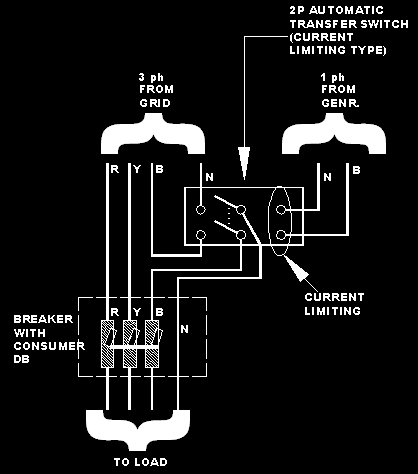 2P AUTOMATIC
TRANSFER SWITCH
(CURRENT
LIMITING TYPE)
3 ph
FROM
GRID
1 ph
FROM
GENR.
R Y B N
N B
CURRENT
LIMITING
BREAKER
WITH
CONSUMER
DB
R Y B N
TO LOAD